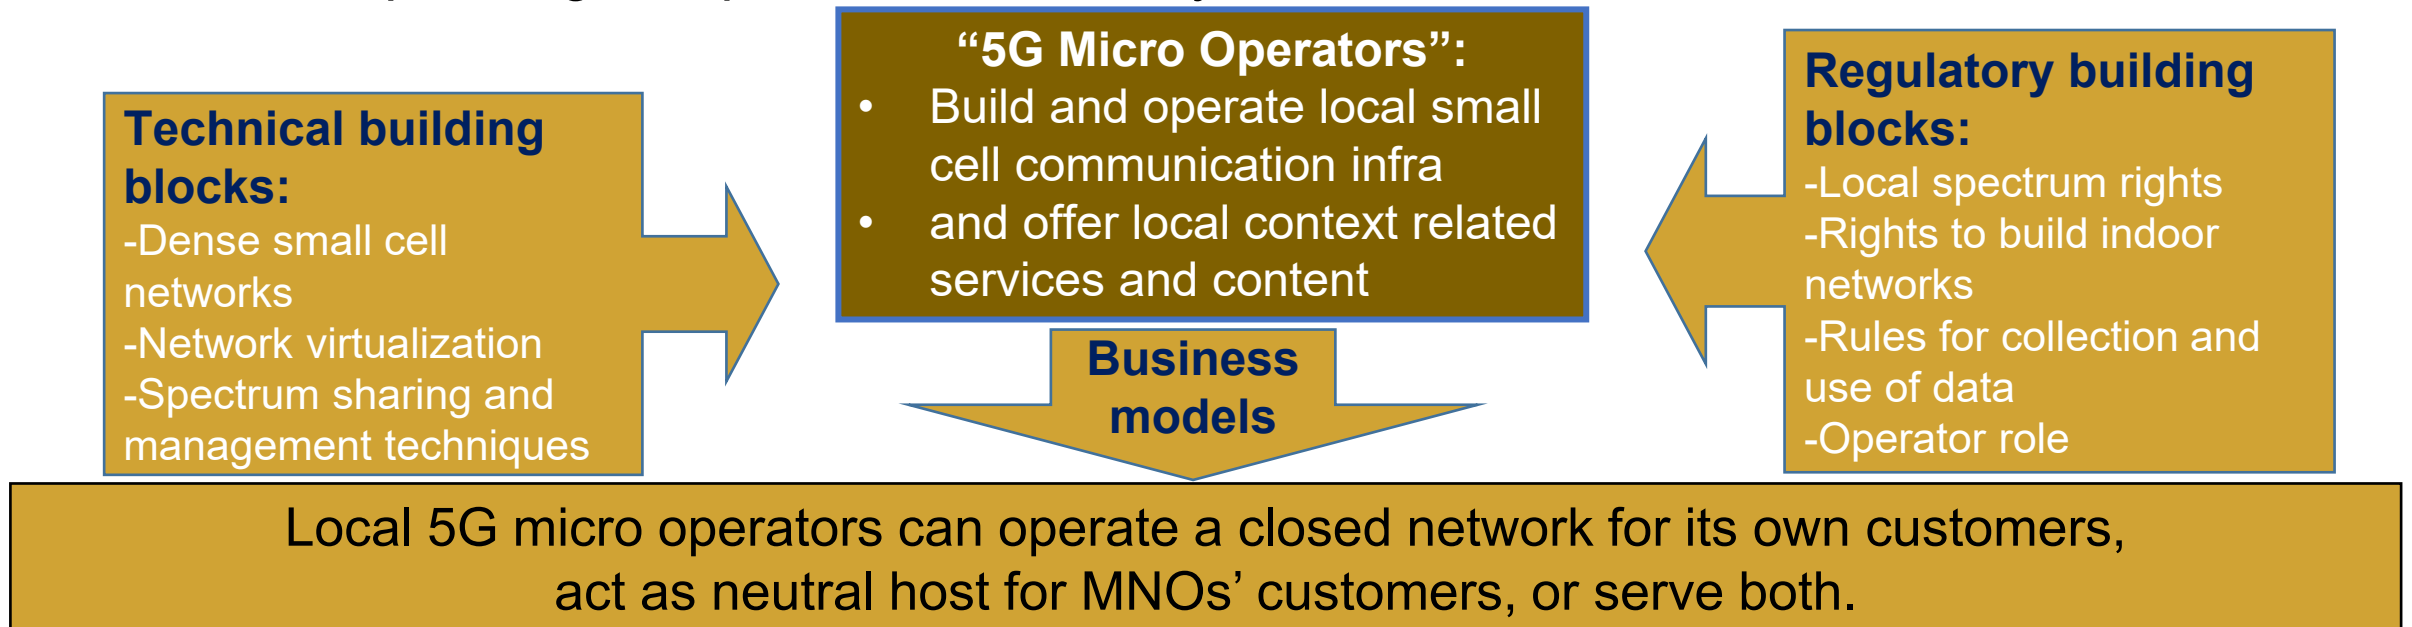 “5G Micro Operators”:
• Build and operate local small
cell communication infra
• and offer local context related
services and content
Technical building
blocks:
-Dense small cell
networks
-Network virtualization
-Spectrum sharing and
management techniques
Regulatory building
blocks:
-Local spectrum rights
-Rights to build indoor
networks
-Rules for collection and
use of data
-Operator role
Business
models
Local 5G micro operators can operate a closed network for its own customers,
act as neutral host for MNOs’ customers, or serve both.